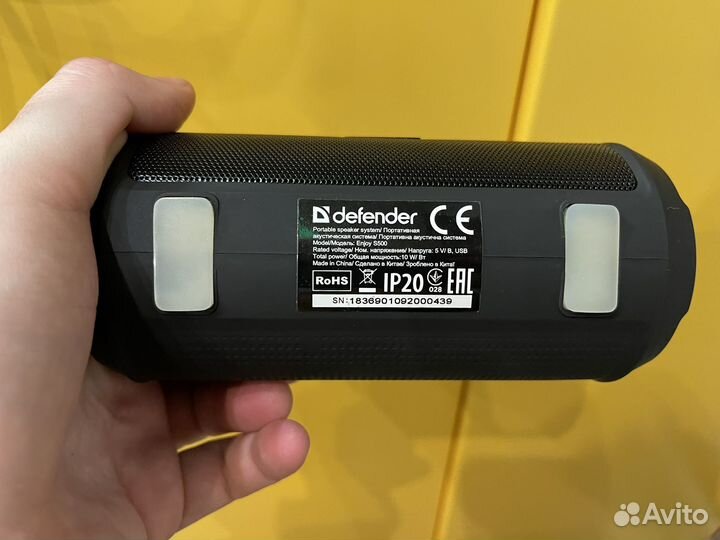 defender CE
Portable speaker system/ Портативная
акустическая система/ Портативна акустична система
Model/Модель: Enjoy S500
Rated voltage/ Ном. напряжение/ Напруга: 5 V/ В, USB
Total power/ Общая мощность:10 W/ Вт
Made in China/ Сделано в Китае/ Зроблено в Китаї
RoHS IP20 028 EAC
SN: 1836901092000439
Avito